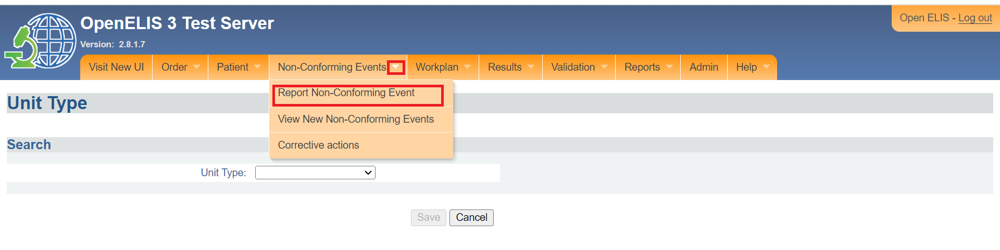 OpenELIS 3 Test Server
Open ELIS - Log out
Version: 2.8.1.7
Visit New UI Order Patient Non-Conforming Events Workplan Results Validation Reports Admin Help
Report Non-Conforming Event
Unit Type
View New Non-Conforming Events
Search
Corrective actions
Unit Type:
Save Cancel